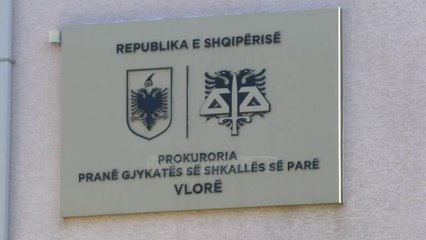 REPUBLIKA E SHQIPËRISË
PROKURORIA
PRANË GJYKATËS SË SHKALLËS SË PARË
VLORË